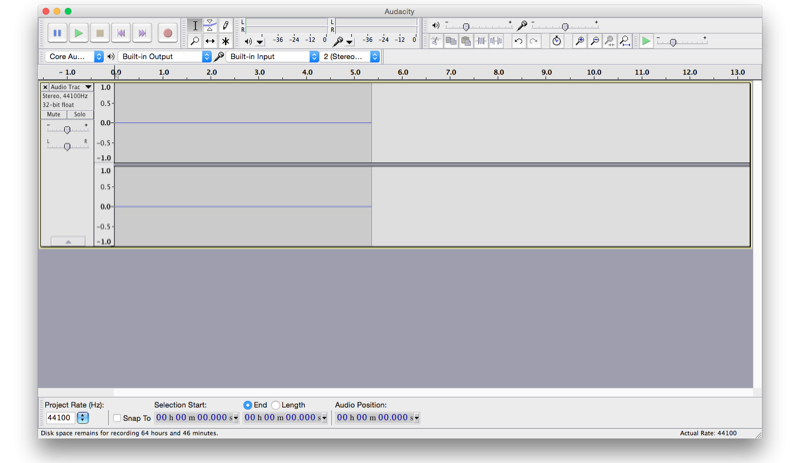 Audacity
L
R
L
R
-36 -24 -12 0
-36 -24 -12 0
Core Au... Built-in Output Built-in Input 2 (Stereo...
- 1.0 0.0 1.0 2.0 3.0 4.0 5.0 6.0 7.0 8.0 9.0 10.0 11.0 12.0 13.0
Audio Trac
Stereo, 44100Hz
32-bit float
Mute Solo
- +
L R
1.0
0.5-
0.0-
-0.5-
-1.0
1.0
0.5-
0.0-
-0.5-
-1.0
Project Rate (Hz): Selection Start: End Length Audio Position:
44100 Snap To 00 h 00 m 00.000 s 00 h 00 m 00.000 s 00 h 00 m 00.000 s
Disk space remains for recording 64 hours and 46 minutes. Actual Rate: 44100